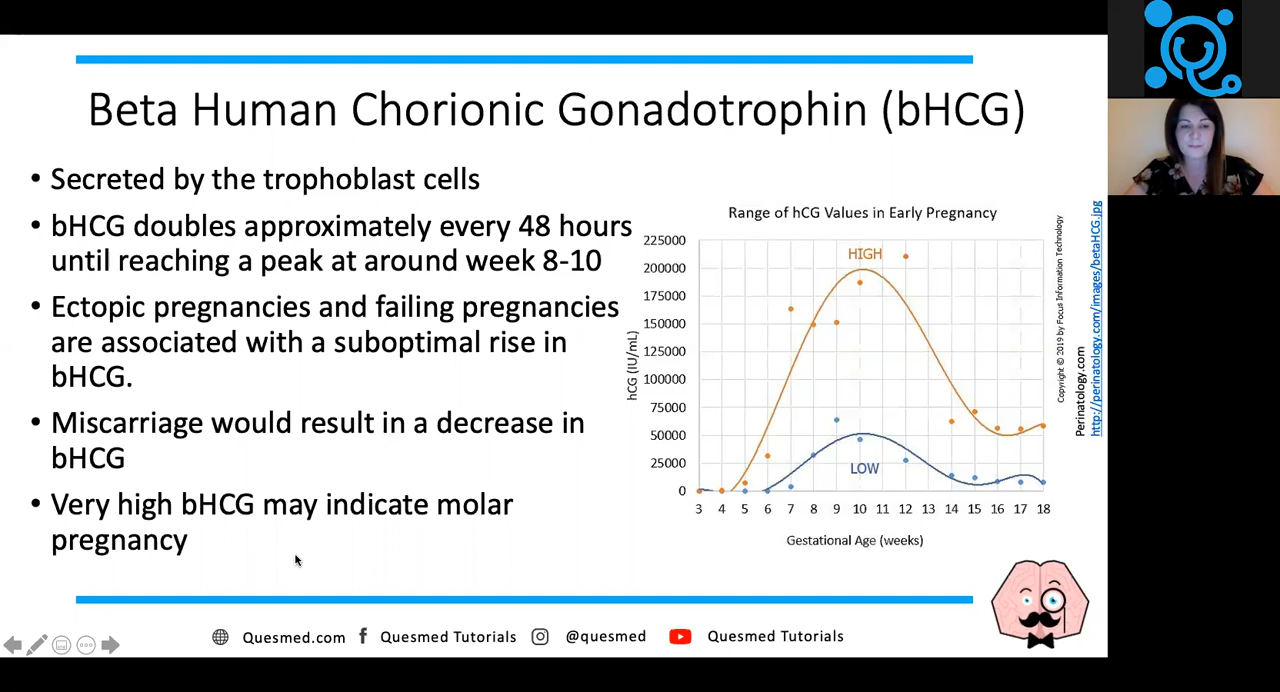 Beta Human Chorionic Gonadotrophin (bHCG)
• Secreted by the trophoblast cells
• bHCG doubles approximately every 48 hours
until reaching a peak at around week 8-10
• Ectopic pregnancies and failing pregnancies
are associated with a suboptimal rise in
bHCG.
• Miscarriage would result in a decrease in
bHCG
• Very high bHCG may indicate molar
pregnancy
Range of hCG Values in Early Pregnancy
hCG (IU/mL)
225000
200000
175000
150000
125000
100000
75000
50000
25000
0
HIGH
LOW
3 4 5 6 7 8 9 10 11 12 13 14 15 16 17 18
Gestational Age (weeks)
Copyright © 2019 by Focus Information Technology
Perinatology.com
http://perinatology.com/images/betaHCG.jpg
Quesmed.com Quesmed Tutorials @quesmed Quesmed Tutorials